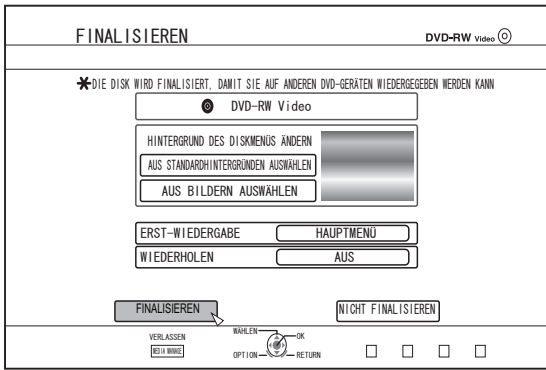 FINALISIEREN
DVD-RW Video
DIE DISK WIRD FINALISIERT, DAMIT SIE AUF ANDEREN DVD-GERÄTEN WIEDERGEGEBEN WERDEN KANN
DVD-RW Video
HINTERGRUND DES DISKMENÜS ÄNDERN
AUS STANDARDHINTERGRÜNDEN AUSWÄHLEN
AUS BILDERN AUSWÄHLEN
ERST-WIEDERGABE HAUPTMENÜ
WIEDERHOLEN AUS
FINALISIEREN
NICHT FINALISIEREN
VERLASSEN
MEDIA MANAGE
WÄHLEN
OK
OPTION
RETURN